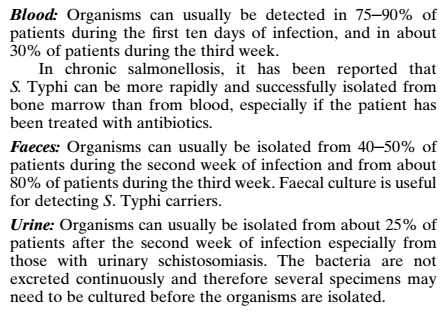 Blood: Organisms can usually be detected in 75–90% of
patients during the first ten days of infection, and in about
30% of patients during the third week.
In chronic salmonellosis, it has been reported that
S. Typhi can be more rapidly and successfully isolated from
bone marrow than from blood, especially if the patient has
been treated with antibiotics.
Faeces: Organisms can usually be isolated from 40–50% of
patients during the second week of infection and from about
80% of patients during the third week. Faecal culture is useful
for detecting S. Typhi carriers.
Urine: Organisms can usually be isolated from about 25% of
patients after the second week of infection especially from
those with urinary schistosomiasis. The bacteria are not
excreted continuously and therefore several specimens may
need to be cultured before the organisms are isolated.